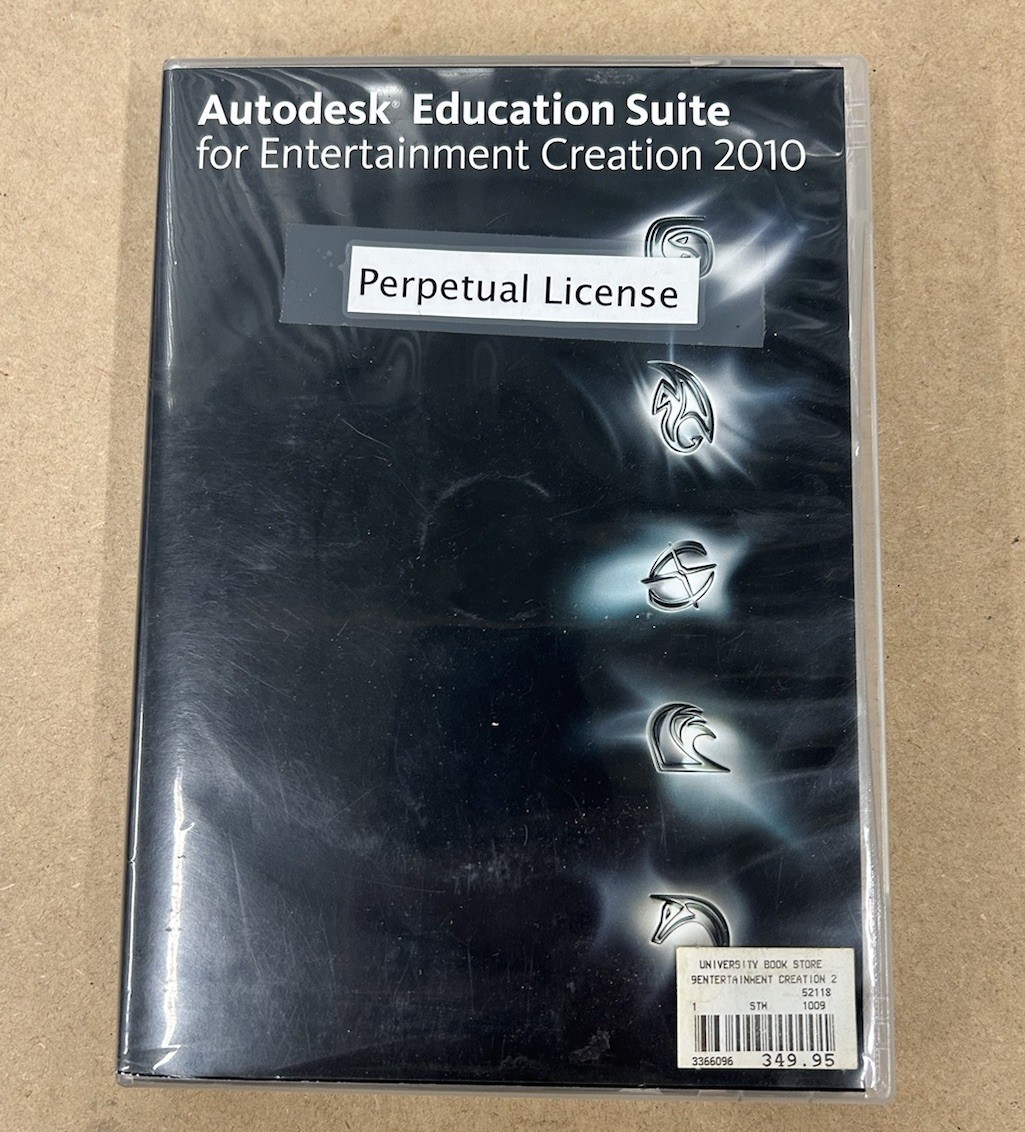 Autodesk® Education Suite
for Entertainment Creation 2010
Perpetual License
UNIVERSITY BOOK STORE
9ENTERTAINMENT CREATION 2
52118
1 STW 1009
3366096 349.95